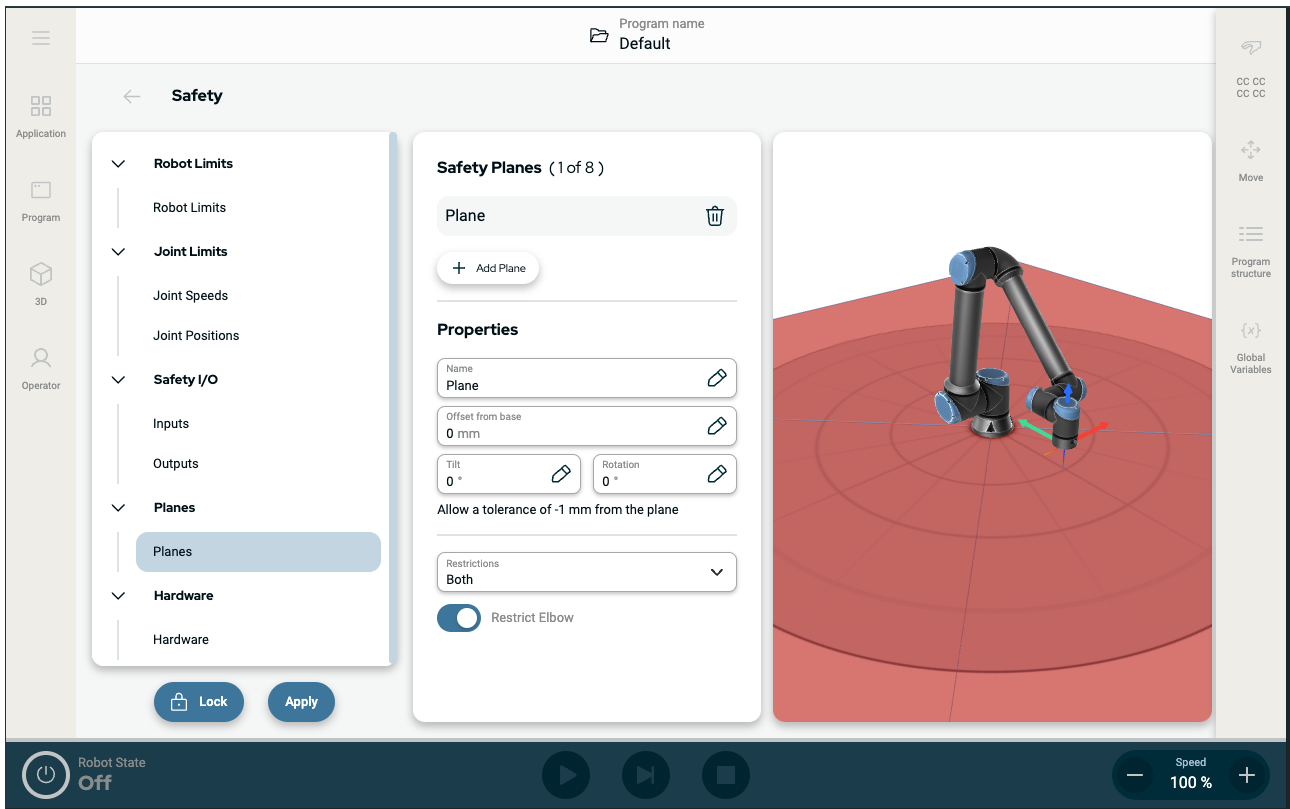 Program name
Default
Application
Program
3D
Operator
Safety
Robot Limits
Robot Limits
Joint Limits
Joint Speeds
Joint Positions
Safety I/O
Inputs
Outputs
Planes
Planes
Hardware
Hardware
Lock
Apply
Safety Planes ( 1 of 8 )
Plane
Add Plane
Properties
Name
Plane
Offset from base
0 mm
Tilt
0 °
Rotation
0 °
Allow a tolerance of -1 mm from the plane
Restrictions
Both
Restrict Elbow
CC CC
CC CC
Move
Program
structure
{x}
Global
Variables
Robot State
Off
Speed
100 %